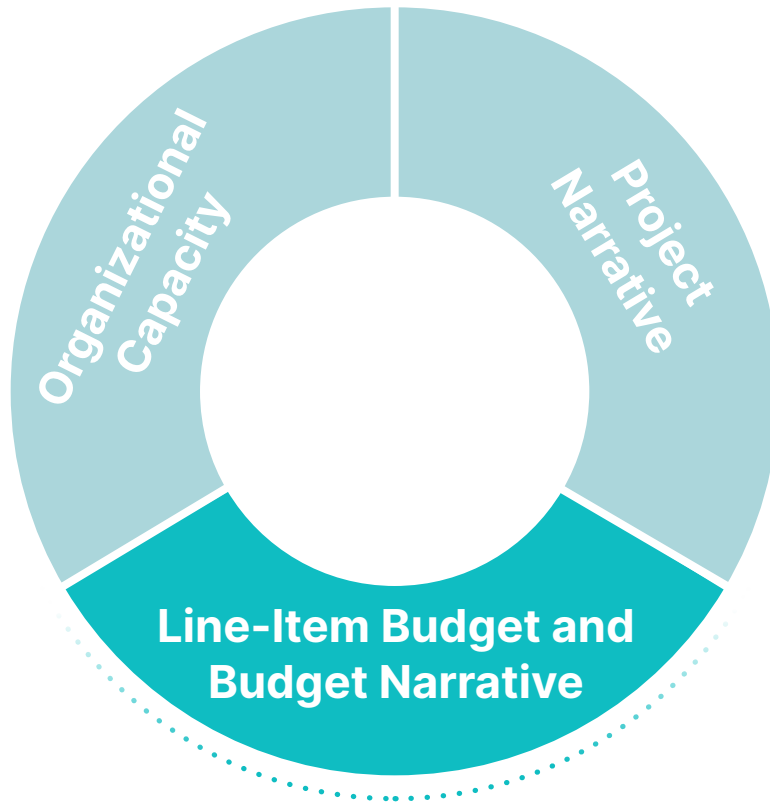 Organizational
Capacity
Project
Narrative
Line-Item Budget and
Budget Narrative